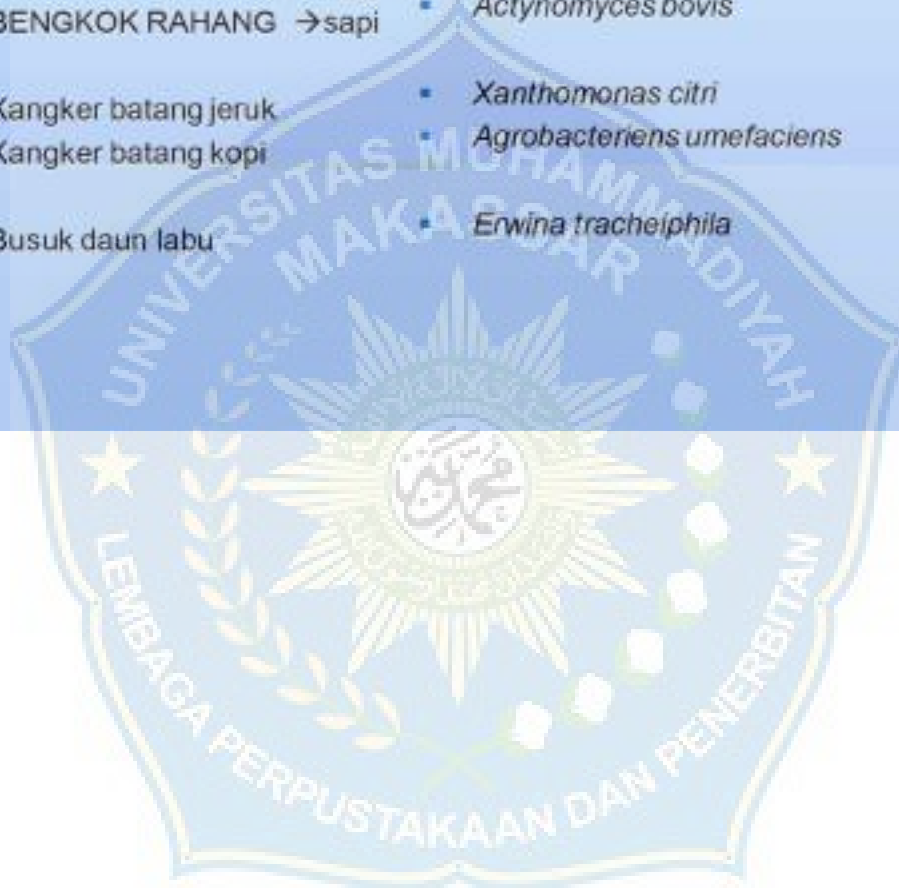 BENGKOK RAHANG → sapi
▪ Actynomyces bovis
Kangker batang jeruk
▪ Xanthomonas citri
Kangker batang kopi
▪ Agrobacteriens umefaciens
Busuk daun labu
▪ Erwina tracheiphila
UNIVERSITAS MUHAMMADIYAH
MAKASSAR
محمد
LEMBAGA PERPUSTAKAAN DAN PENERBITAN